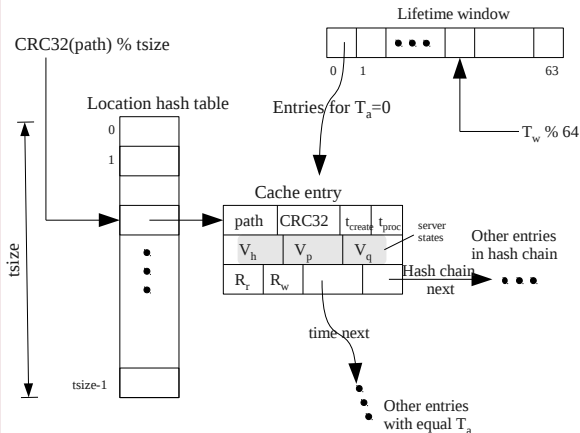 Lifetime window
CRC32(path) % tsize
0 1 63
Location hash table
Entries for Tₐ=0
T_w % 64
0
1
Cache entry
path CRC32 t_create t_proc
server
states
V_h V_p V_q
Other entries
in hash chain
tsize
R_r R_w
Hash chain
next
time next
tsize-1
Other entries
with equal Tₐ